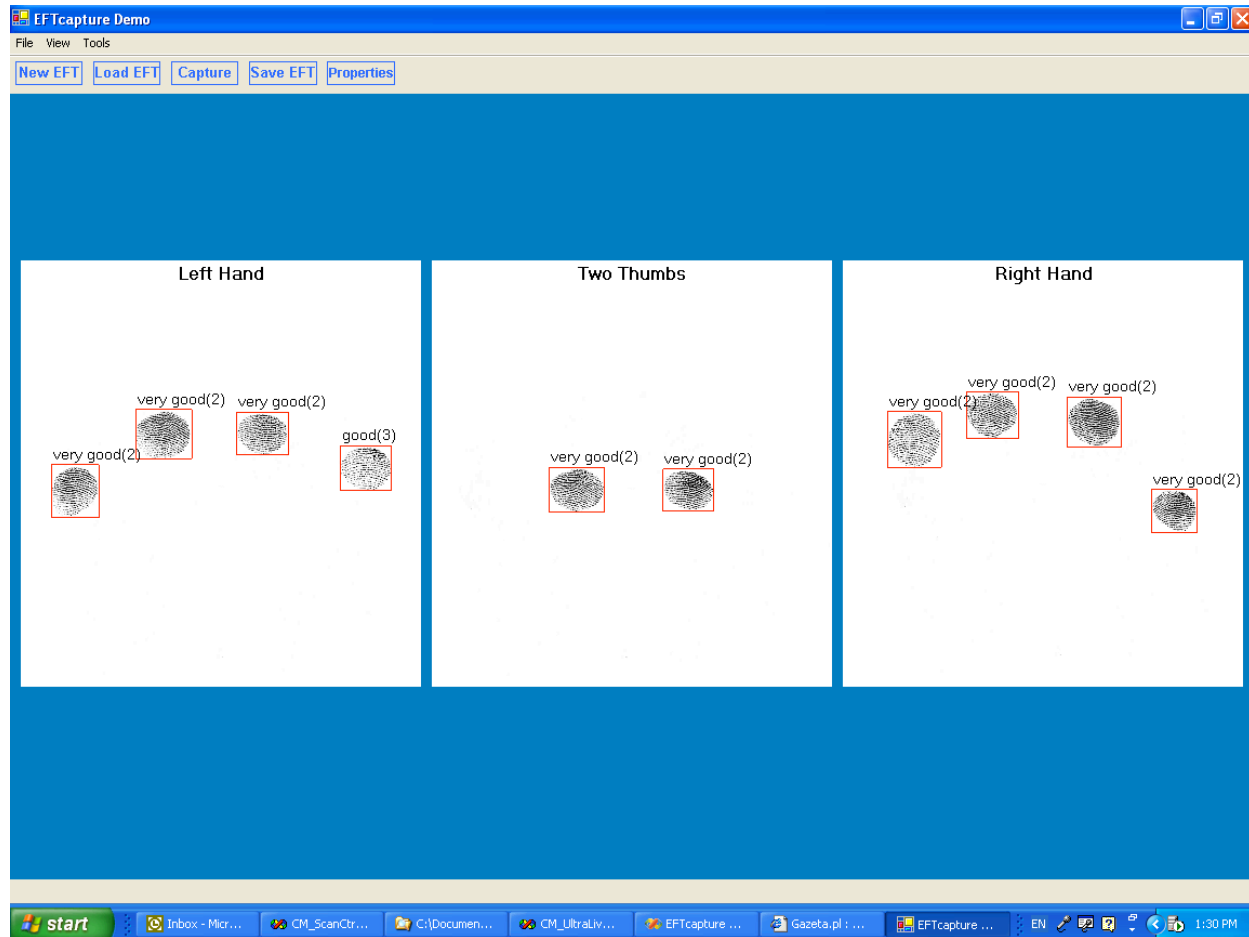 EFTcapture Demo
File View Tools
New EFT Load EFT Capture Save EFT Properties
Left Hand
very good(2) very good(2)
good(3)
very good(2)
Two Thumbs
very good(2) very good(2)
Right Hand
very good(2) very good(2)
very good(2)
very good(2)
start Inbox - Micr... CM_ScanCtr... C:\Documen... CM_UltraLiv... EFTcapture ... Gazeta.pl : ... EFTcapture ... EN 1:30 PM